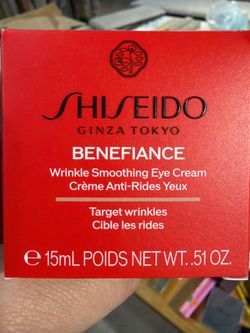 SHISEIDO
GINZA TOKYO
BENEFIANCE
Wrinkle Smoothing Eye Cream
Crème Anti-Rides Yeux
Target wrinkles
Cible les rides
℮ 15mL POIDS NET WT. .51 OZ.